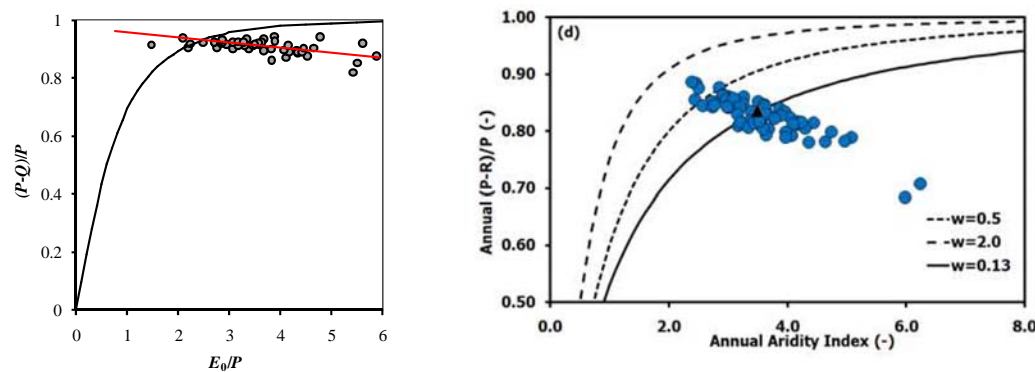 1
0.8
0.6
0.4
0.2
0
(P-Q)/P
0 1 2 3 4 5 6
E₀/P
(d)
1.00
0.90
0.80
0.70
0.60
0.50
Annual (P-R)/P (-)
w=0.5
w=2.0
w=0.13
0.0 2.0 4.0 6.0 8.0
Annual Aridity Index (-)